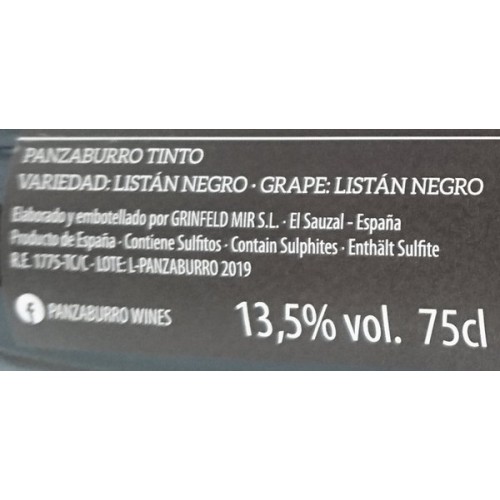 PANZABURRO TINTO
VARIEDAD: LISTÁN NEGRO · GRAPE: LISTÁN NEGRO
Elaborado y embotellado por GRINFELD MIR S.L. · El Sauzal - España
Producto de España · Contiene Sulfitos · Contain Sulphites · Enthält Sulfite
R.E. 1775-TC/C · LOTE: L-PANZABURRO 2019
f PANZABURRO WINES 13,5% vol. 75cl